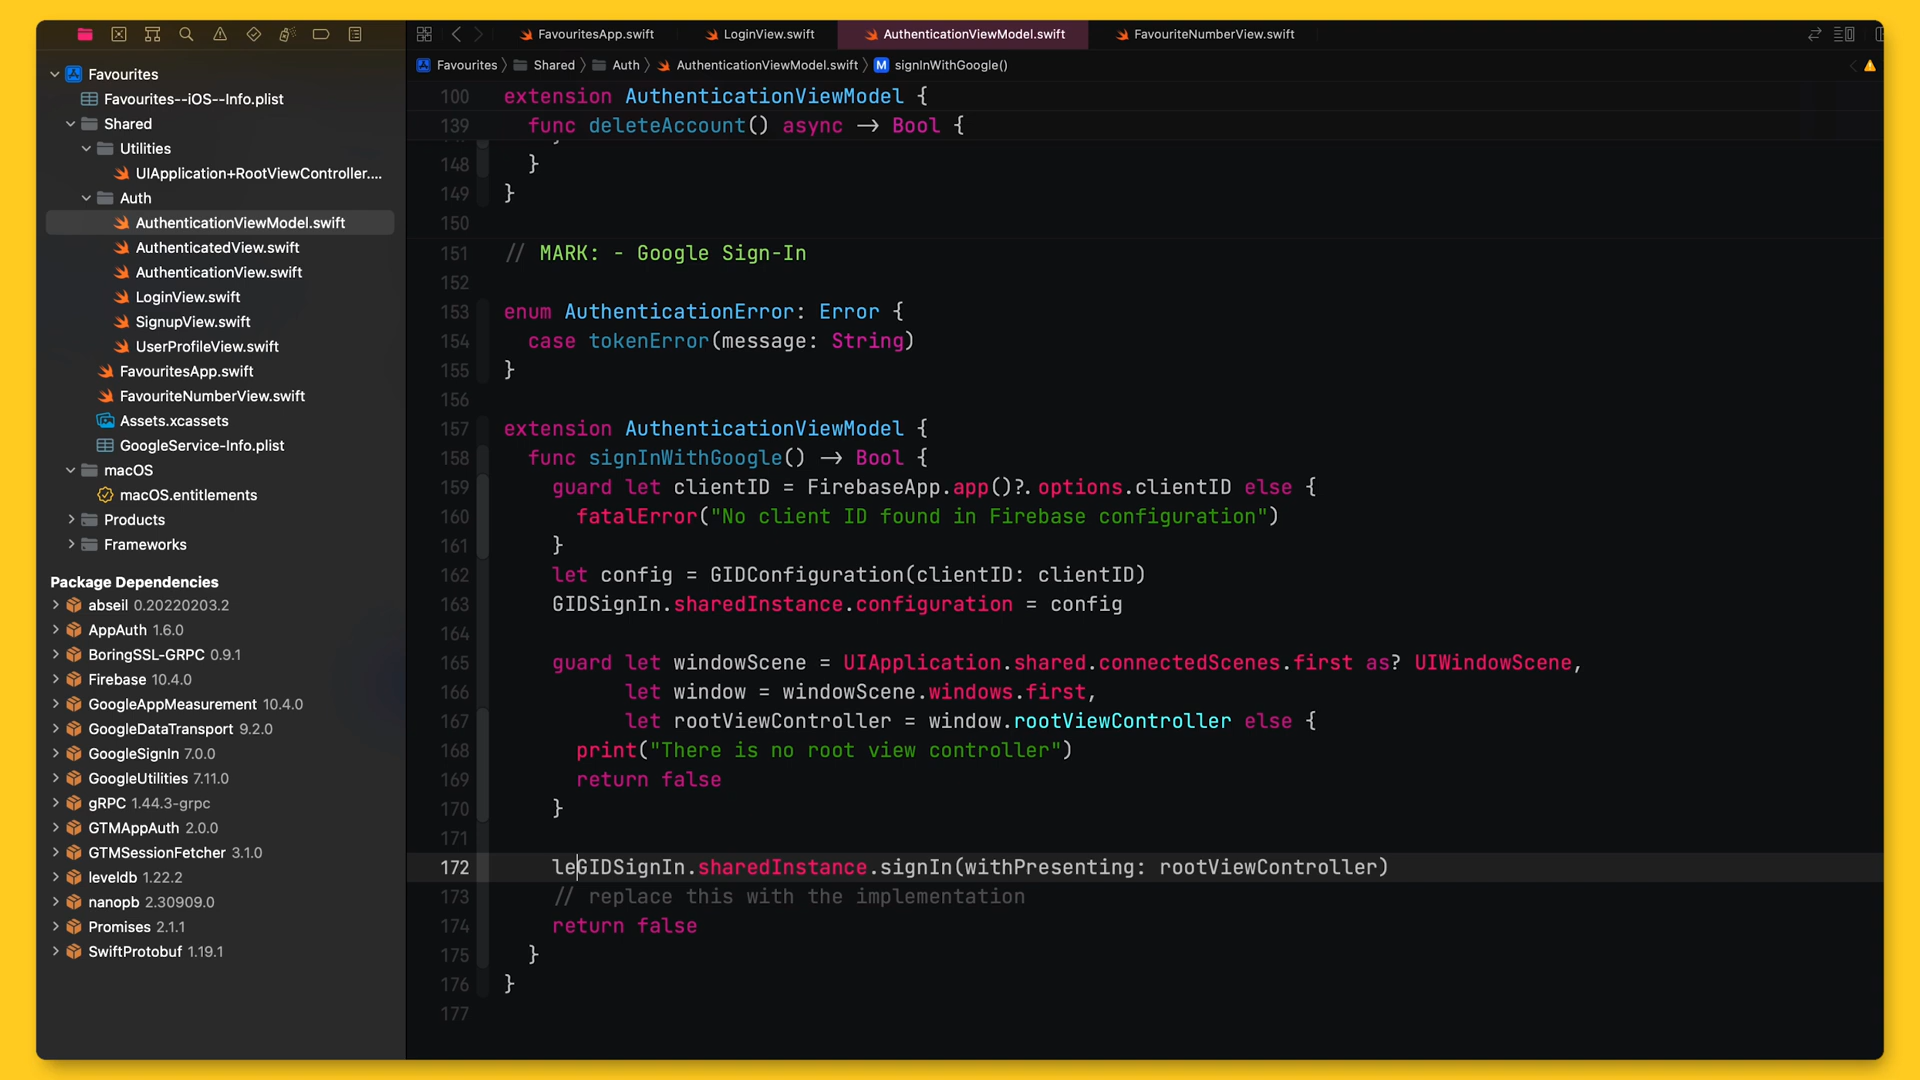 FavouritesApp.swift
LoginView.swift
AuthenticationViewModel.swift
FavouriteNumberView.swift
Favourites
Shared
Auth
AuthenticationViewModel.swift
M
signInWithGoogle()
Favourites
Favourites--iOS--Info.plist
Shared
Utilities
UIApplication+RootViewController....
Auth
AuthenticationViewModel.swift
AuthenticatedView.swift
AuthenticationView.swift
LoginView.swift
SignupView.swift
UserProfileView.swift
FavouritesApp.swift
FavouriteNumberView.swift
Assets.xcassets
GoogleService-Info.plist
macOS
macOS.entitlements
Products
Frameworks
Package Dependencies
abseil 0.20220203.2
AppAuth 1.6.0
BoringSSL-GRPC 0.9.1
Firebase 10.4.0
GoogleAppMeasurement 10.4.0
GoogleDataTransport 9.2.0
GoogleSignIn 7.0.0
GoogleUtilities 7.11.0
gRPC 1.44.3-grpc
GTMAppAuth 2.0.0
GTMSessionFetcher 3.1.0
leveldb 1.22.2
nanopb 2.30909.0
Promises 2.1.1
SwiftProtobuf 1.19.1
100 extension AuthenticationViewModel {
139 func deleteAccount() async -> Bool {
148 }
149 }
150
151 // MARK: - Google Sign-In
152
153 enum AuthenticationError: Error {
154 case tokenError(message: String)
155 }
156
157 extension AuthenticationViewModel {
158 func signInWithGoogle() -> Bool {
159 guard let clientID = FirebaseApp.app()?.options.clientID else {
160 fatalError("No client ID found in Firebase configuration")
161 }
162 let config = GIDConfiguration(clientID: clientID)
163 GIDSignIn.sharedInstance.configuration = config
164
165 guard let windowScene = UIApplication.shared.connectedScenes.first as? UIWindowScene,
166 let window = windowScene.windows.first,
167 let rootViewController = window.rootViewController else {
168 print("There is no root view controller")
169 return false
170 }
171
172 leGIDSignIn.sharedInstance.signIn(withPresenting: rootViewController)
173 // replace this with the implementation
174 return false
175 }
176 }
177